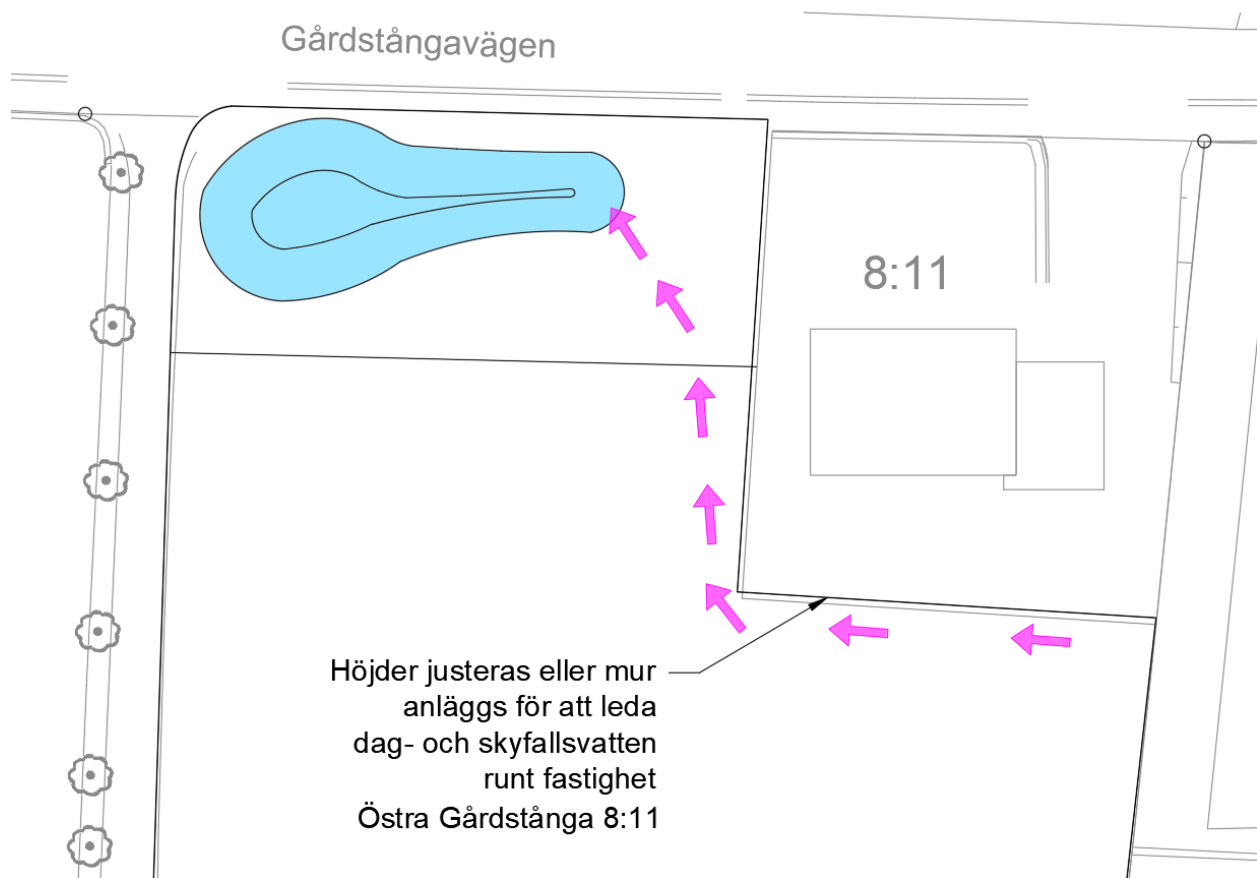 Gårdstångavägen
8:11
Höjder justeras eller mur
anläggs för att leda
dag- och skyfallsvatten
runt fastighet
Östra Gårdstånga 8:11